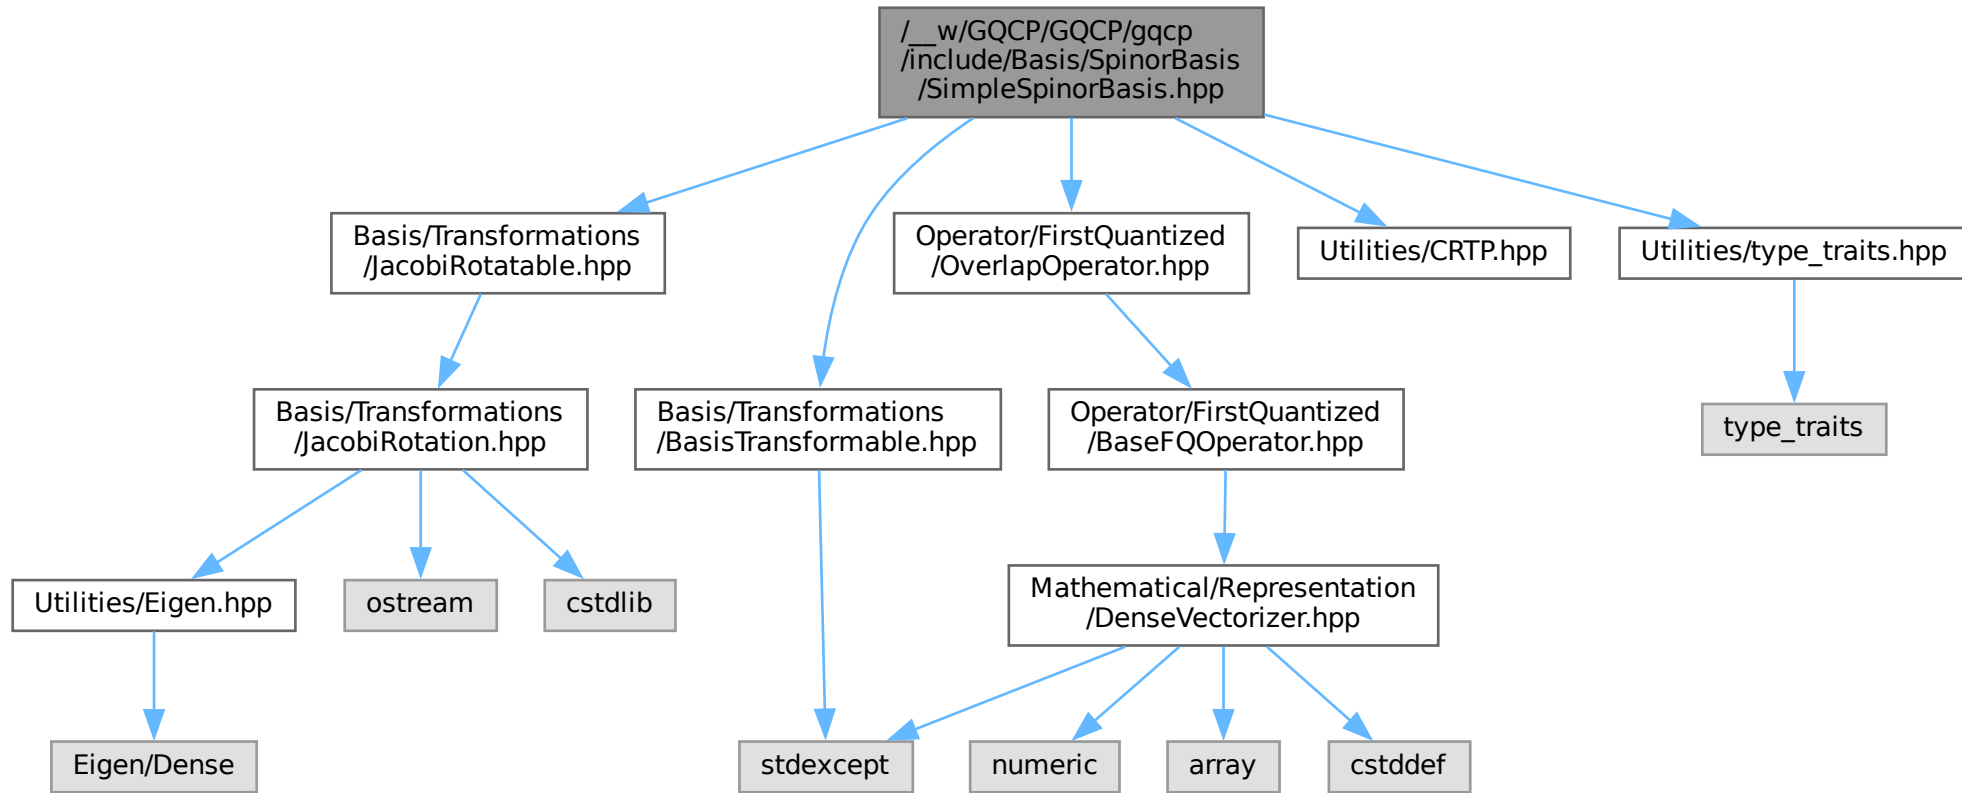 /__w/GQCP/GQCP/gqcp
/include/Basis/SpinorBasis
/SimpleSpinorBasis.hpp
Basis/Transformations
/JacobiRotatable.hpp
Operator/FirstQuantized
/OverlapOperator.hpp
Utilities/CRTP.hpp
Utilities/type_traits.hpp
Basis/Transformations
/JacobiRotation.hpp
Basis/Transformations
/BasisTransformable.hpp
Operator/FirstQuantized
/BaseFQOperator.hpp
type_traits
Utilities/Eigen.hpp
ostream
cstdlib
Mathematical/Representation
/DenseVectorizer.hpp
Eigen/Dense
stdexcept
numeric
array
cstddef